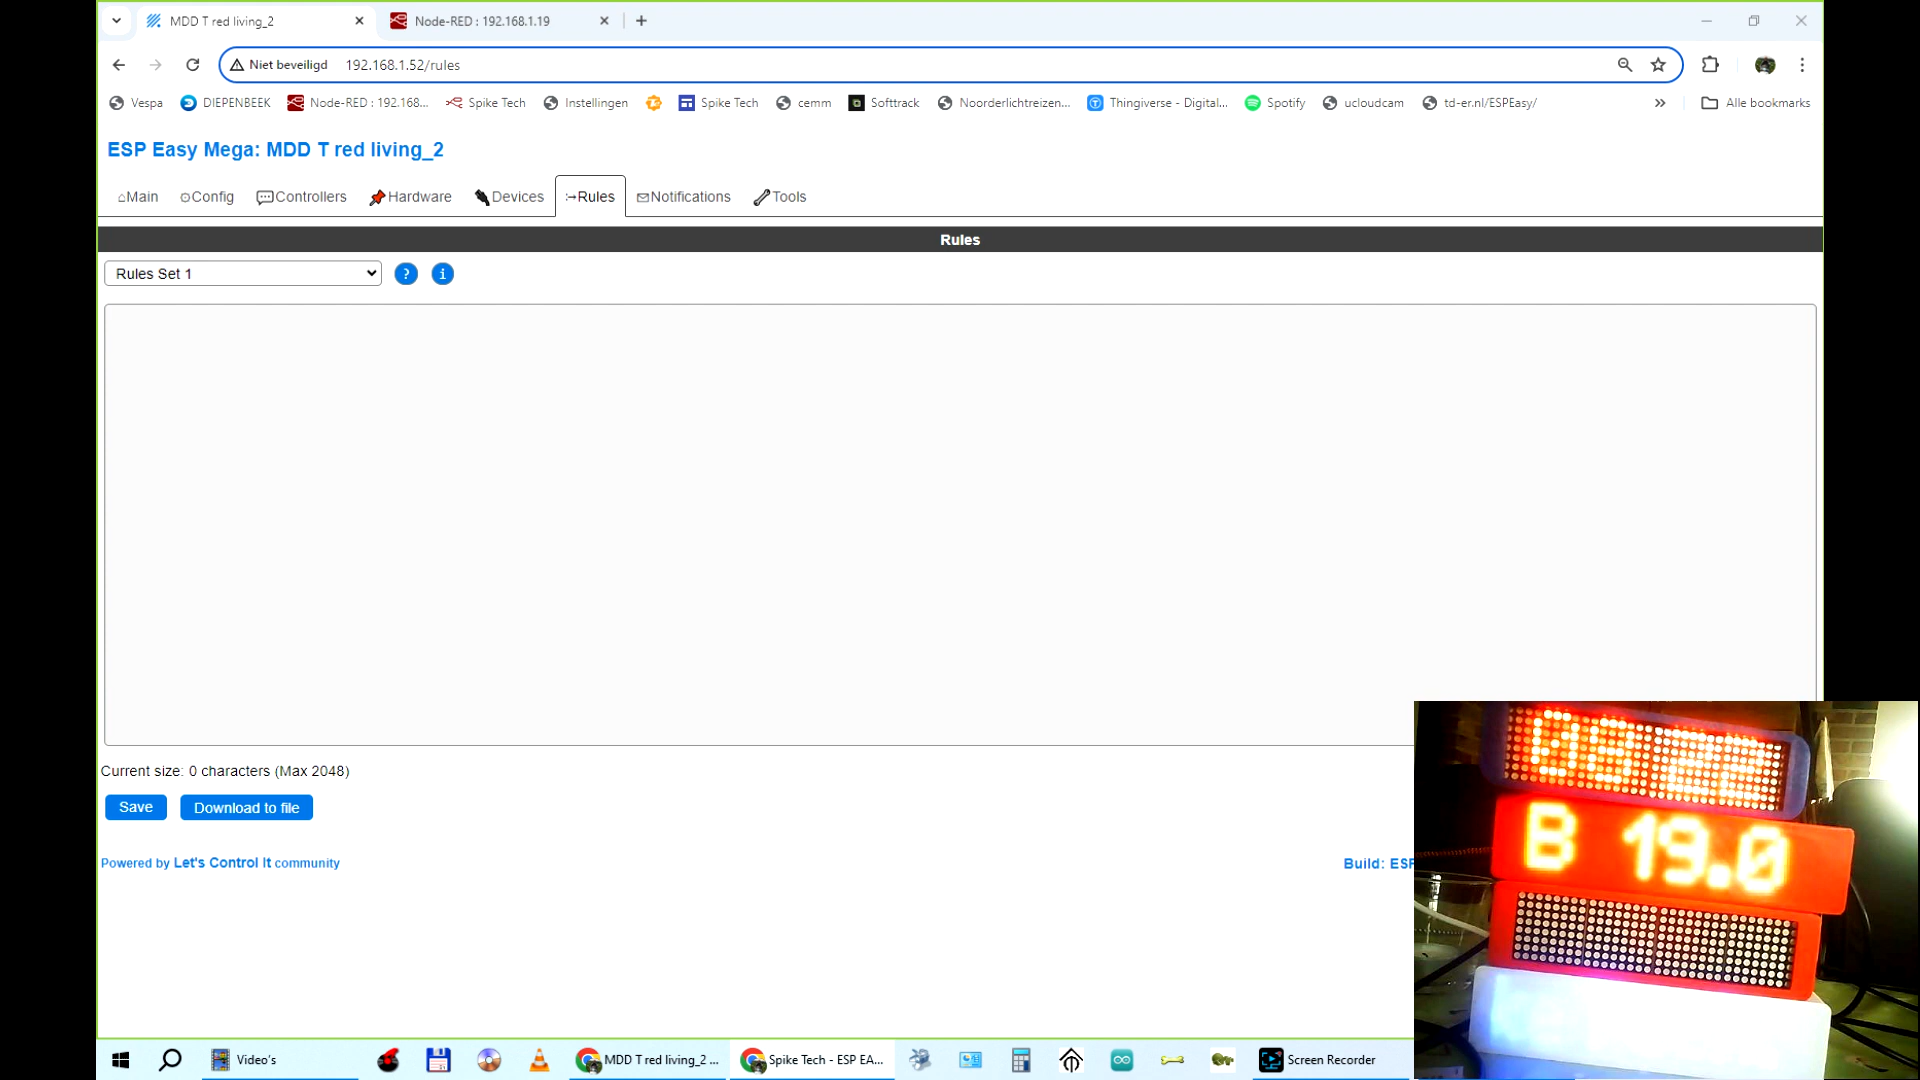 MDD T red living_2
Node-RED : 192.168.1.19
Niet beveiligd
192.168.1.52/rules
Vespa
DIEPENBEEK
Node-RED : 192.168...
Spike Tech
Instellingen
Spike Tech
cemm
Softtrack
Noorderlichtreizen...
Thingiverse - Digital...
Spotify
ucloudcam
td-er.nl/ESPEasy/
Alle bookmarks
ESP Easy Mega: MDD T red living_2
Main
Config
Controllers
Hardware
Devices
Rules
Notifications
Tools
Rules
Rules Set 1
Current size: 0 characters (Max 2048)
Save
Download to file
Powered by Let's Control It community
Build: ESP
B 19.0
Video's
MDD T red living_2 ...
Spike Tech - ESP EA...
Screen Recorder